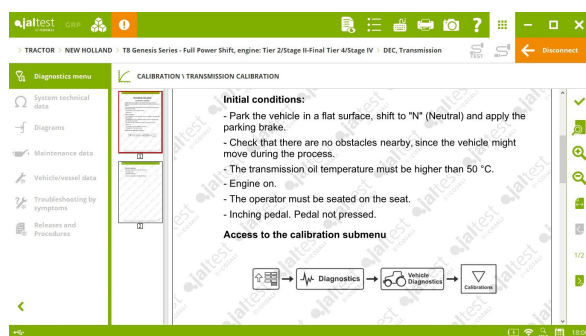 jaltest GRP ?
> TRACTOR > NEW HOLLAND > T8 Genesis Series - Full Power Shift, engine: Tier 2/Stage II-Final Tier 4/Stage IV > DEC, Transmission
TEST
Disconnect
Diagnostics menu
CALIBRATION \ TRANSMISSION CALIBRATION
System technical
data
Diagrams
Maintenance data
Vehicle/vessel data
Troubleshooting by
symptoms
Releases and
Procedures
[1]
[2]
Initial conditions:
- Park the vehicle in a flat surface, shift to "N" (Neutral) and apply the
parking brake.
- Check that there are no obstacles nearby, since the vehicle might
move during the process.
- The transmission oil temperature must be higher than 50 °C.
- Engine on.
- The operator must be seated on the seat.
- Inching pedal. Pedal not pressed.
Access to the calibration submenu
Diagnostics
Vehicle
Diagnostics
Calibrations
1/2